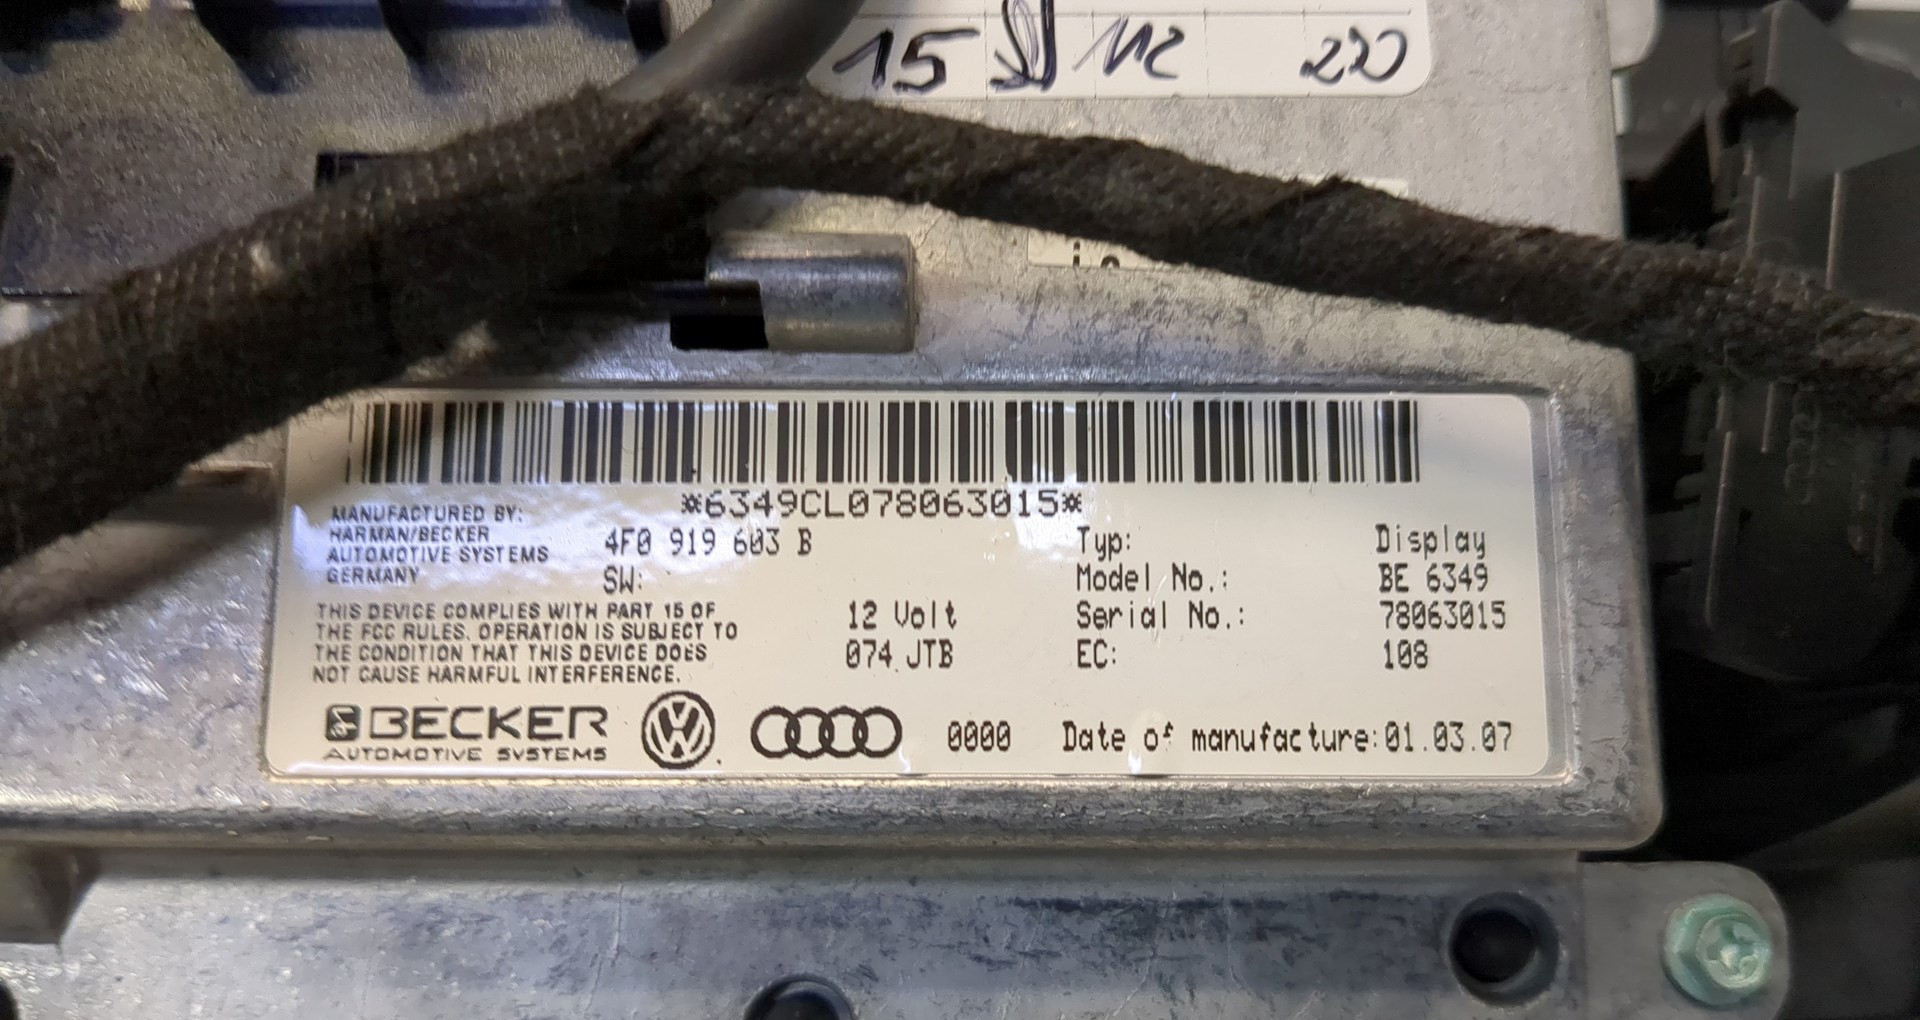 15 112 220
*6349CL078063015*
MANUFACTURED BY:
HARMAN/BECKER
AUTOMOTIVE SYSTEMS
GERMANY
4F0 919 603 B
SW:
Typ: Display
Model No.: BE 6349
Serial No.: 78063015
EC: 108
THIS DEVICE COMPLIES WITH PART 15 OF
THE FCC RULES. OPERATION IS SUBJECT TO
THE CONDITION THAT THIS DEVICE DOES
NOT CAUSE HARMFUL INTERFERENCE.
12 Volt
074 JTB
BECKER
AUTOMOTIVE SYSTEMS
VW
0000
Date of manufacture:01.03.07